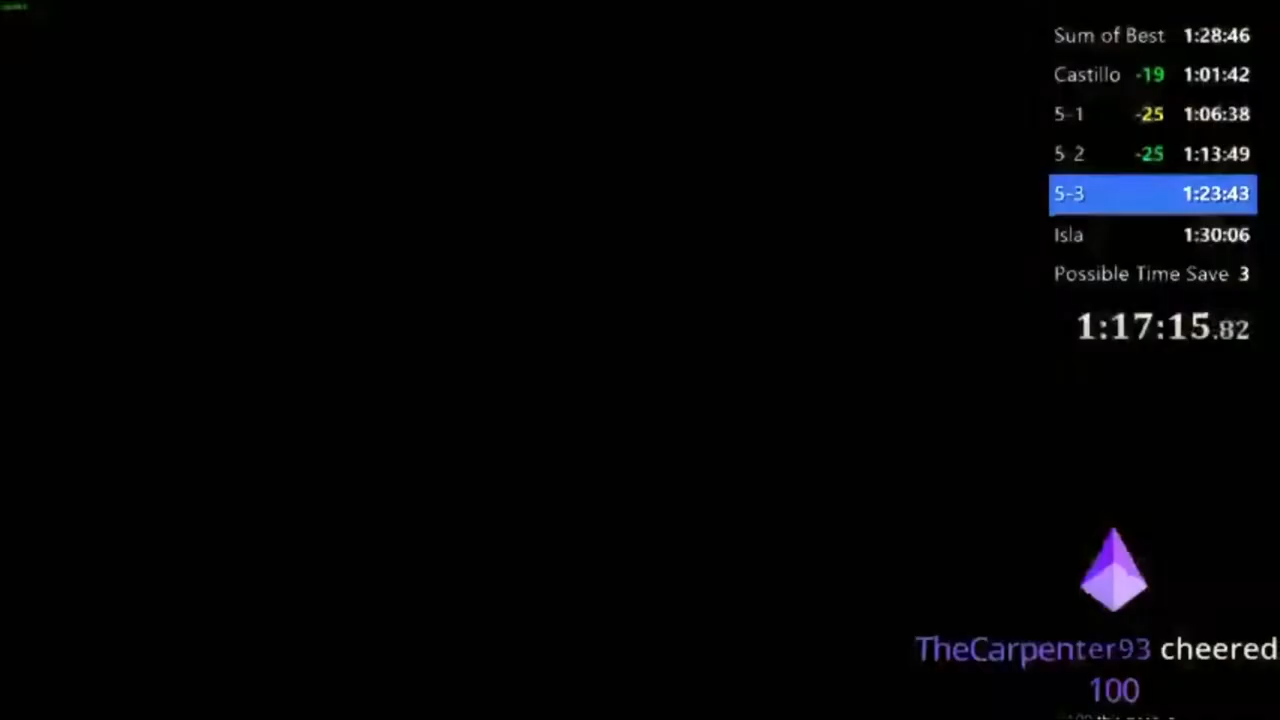 Sum of Best 1:28:46
Castillo -19 1:01:42
5-1 -25 1:06:38
5-2 -25 1:13:49
5-3 1:23:43
Isla 1:30:06
Possible Time Save 3
1:17:15.82
TheCarpenter93 cheered
100